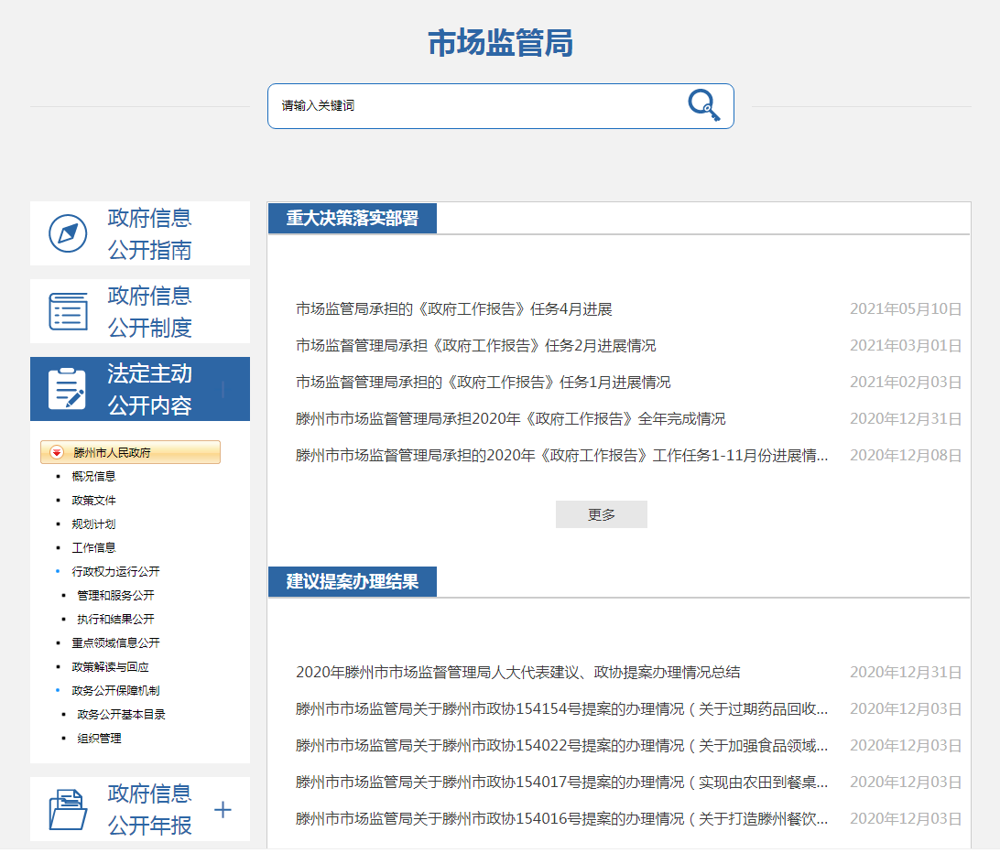 市场监管局
请输入关键词
政府信息
公开指南
政府信息
公开制度
法定主动
公开内容
滕州市人民政府
概况信息
政策文件
规划计划
工作信息
行政权力运行公开
管理和服务公开
执行和结果公开
重点领域信息公开
政策解读与回应
政务公开保障机制
政务公开基本目录
组织管理
政府信息
公开年报
重大决策落实部署
市场监管局承担的《政府工作报告》任务4月进展 2021年05月10日
市场监督管理局承担《政府工作报告》任务2月进展情况 2021年03月01日
市场监督管理局承担的《政府工作报告》任务1月进展情况 2021年02月03日
滕州市市场监督管理局承担2020年《政府工作报告》全年完成情况 2020年12月31日
滕州市市场监督管理局承担的2020年《政府工作报告》工作任务1-11月份进展情... 2020年12月08日
更多
建议提案办理结果
2020年滕州市市场监督管理局人大代表建议、政协提案办理情况总结 2020年12月31日
滕州市市场监管局关于滕州市政协154154号提案的办理情况（关于过期药品回收... 2020年12月03日
滕州市市场监管局关于滕州市政协154022号提案的办理情况（关于加强食品领域... 2020年12月03日
滕州市市场监管局关于滕州市政协154017号提案的办理情况（实现由农田到餐桌... 2020年12月03日
滕州市市场监管局关于滕州市政协154016号提案的办理情况（关于打造滕州餐饮... 2020年12月03日